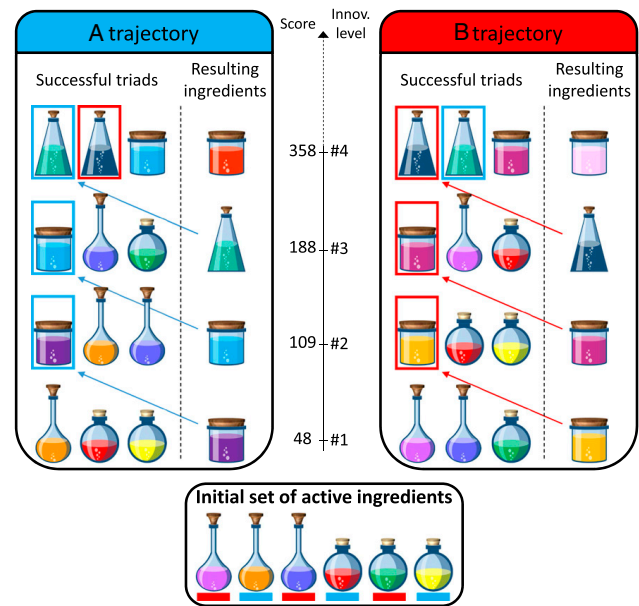 A trajectory
Successful triads
Resulting
ingredients
Score
Innov.
level
358
#4
188
#3
109
#2
48
#1
B trajectory
Successful triads
Resulting
ingredients
Initial set of active ingredients